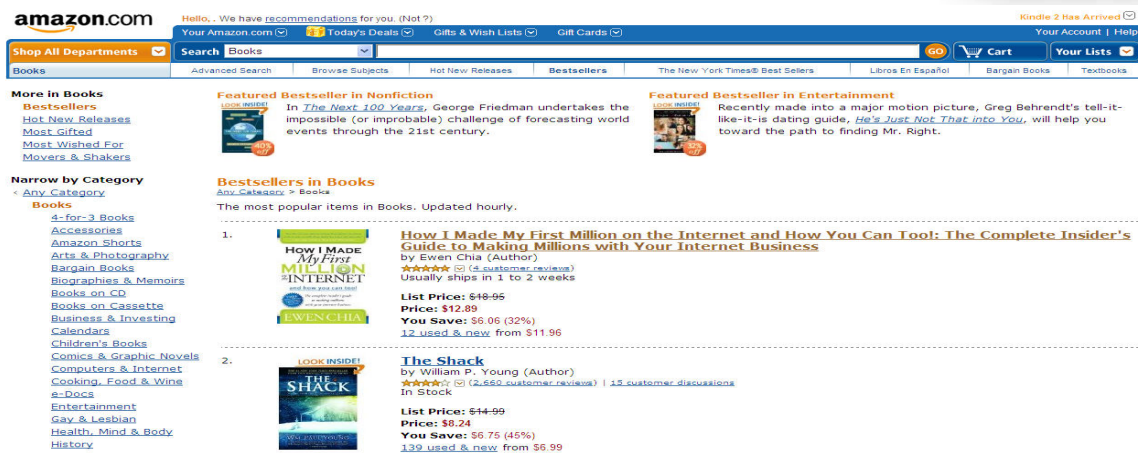 amazon.com
Hello, . We have recommendations for you. (Not ?)
Kindle 2 Has Arrived
Your Amazon.com
Today's Deals
Gifts & Wish Lists
Gift Cards
Your Account | Help
Shop All Departments
Search Books
GO
Cart
Your Lists
Books
Advanced Search
Browse Subjects
Hot New Releases
Bestsellers
The New York Times® Best Sellers
Libros En Español
Bargain Books
Textbooks
More in Books
Bestsellers
Hot New Releases
Most Gifted
Most Wished For
Movers & Shakers
Narrow by Category
< Any Category
Books
4-for-3 Books
Accessories
Amazon Shorts
Arts & Photography
Bargain Books
Biographies & Memoirs
Books on CD
Books on Cassette
Business & Investing
Calendars
Children's Books
Comics & Graphic Novels
Computers & Internet
Cooking, Food & Wine
e-Docs
Entertainment
Gay & Lesbian
Health, Mind & Body
History
Featured Bestseller in Nonfiction
LOOK INSIDE!
40% off
In The Next 100 Years, George Friedman undertakes the
impossible (or improbable) challenge of forecasting world
events through the 21st century.
Featured Bestseller in Entertainment
LOOK INSIDE!
32% off
Recently made into a major motion picture, Greg Behrendt's tell-it-
like-it-is dating guide, He's Just Not That into You, will help you
toward the path to finding Mr. Right.
Bestsellers in Books
Any Category > Books
The most popular items in Books. Updated hourly.
1.
HOW I MADE
My First
MILLION
INTERNET
and how you can too!
EWEN CHIA
How I Made My First Million on the Internet and How You Can Too!: The Complete Insider's
Guide to Making Millions with Your Internet Business
by Ewen Chia (Author)
(4 customer reviews)
Usually ships in 1 to 2 weeks
List Price: $18.95
Price: $12.89
You Save: $6.06 (32%)
12 used & new from $11.96
2.
LOOK INSIDE!
THE
SHACK
The Shack
by William P. Young (Author)
(2,660 customer reviews) | 15 customer discussions
In Stock
List Price: $14.99
Price: $8.24
You Save: $6.75 (45%)
139 used & new from $6.99